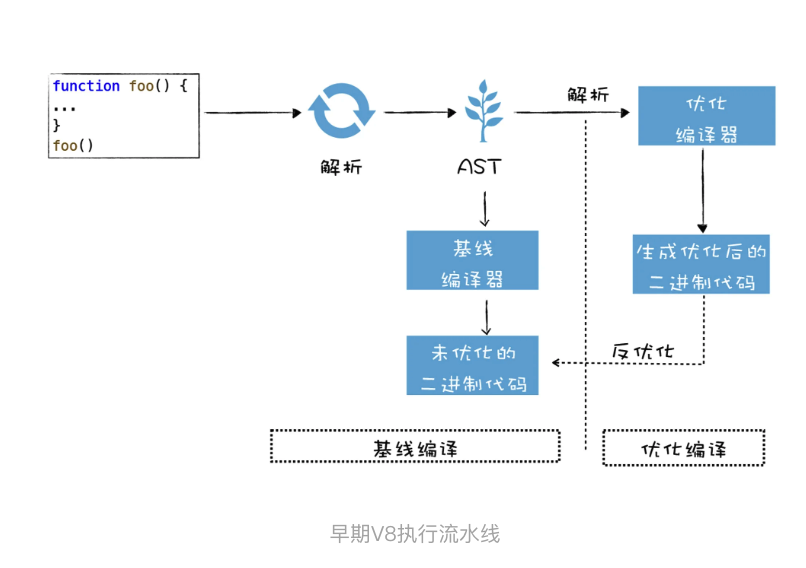 function foo() {
...
}
foo()
解析
AST
解析
优化
编译器
基线
编译器
生成优化后的
二进制代码
未优化的
二进制代码
反优化
基线编译
优化编译
早期V8执行流水线